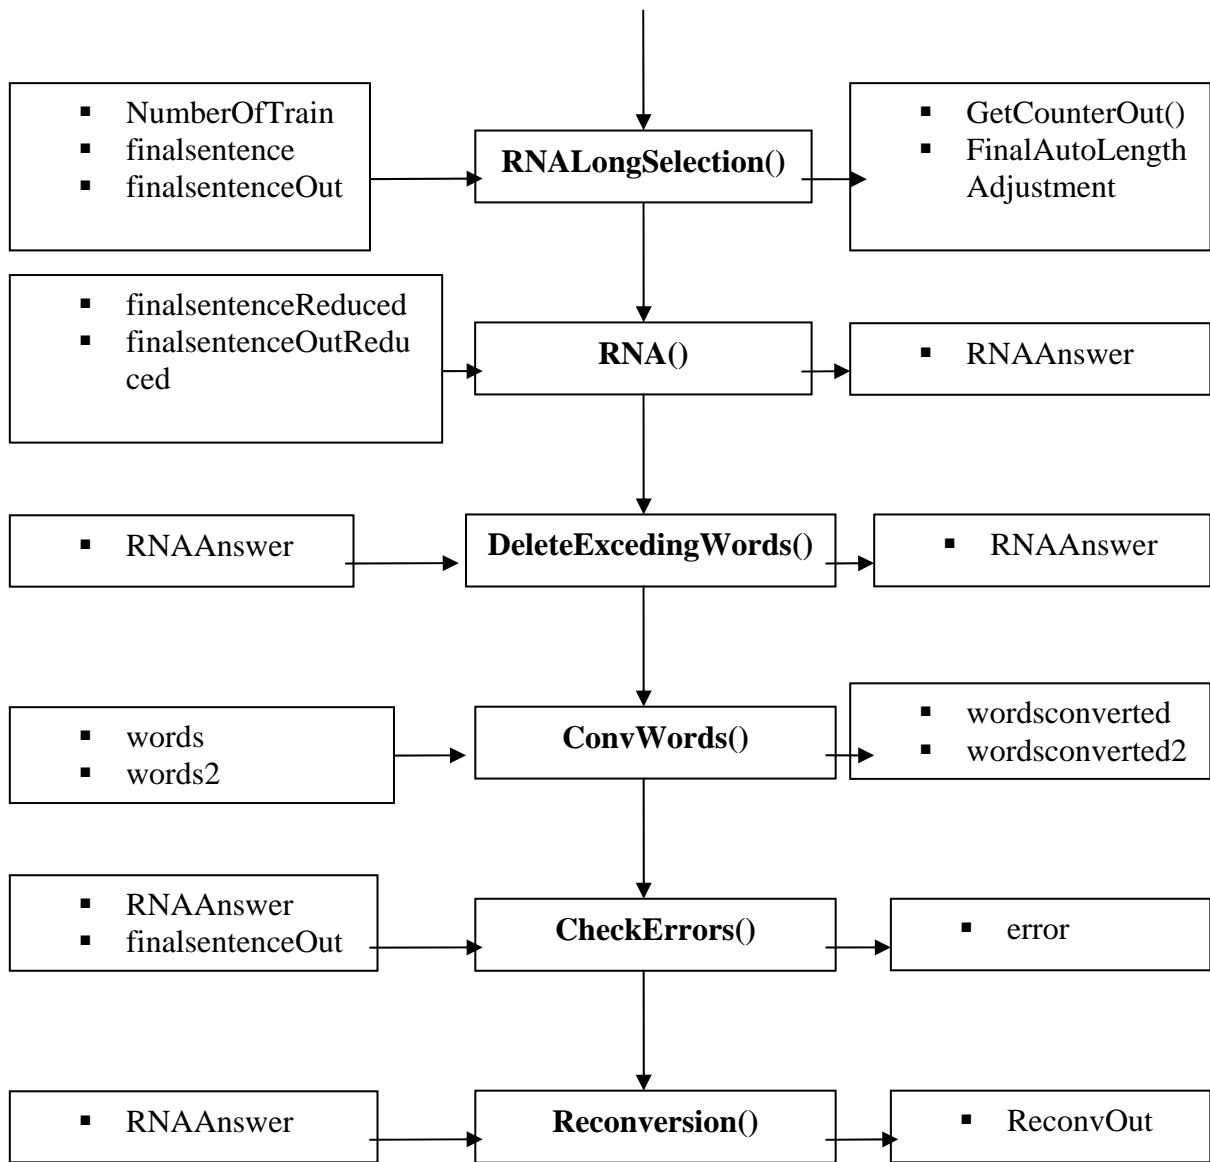 ▪ NumberOfTrain
▪ finalsentence
▪ finalsentenceOut
RNALongSelection()
▪ GetCounterOut()
▪ FinalAutoLength
Adjustment
▪ finalsentenceReduced
▪ finalsentenceOutRedu
ced
RNA()
▪ RNAAnswer
▪ RNAAnswer
DeleteExcedingWords()
▪ RNAAnswer
▪ words
▪ words2
ConvWords()
▪ wordsconverted
▪ wordsconverted2
▪ RNAAnswer
▪ finalsentenceOut
CheckErrors()
▪ error
▪ RNAAnswer
Reconversion()
▪ ReconvOut